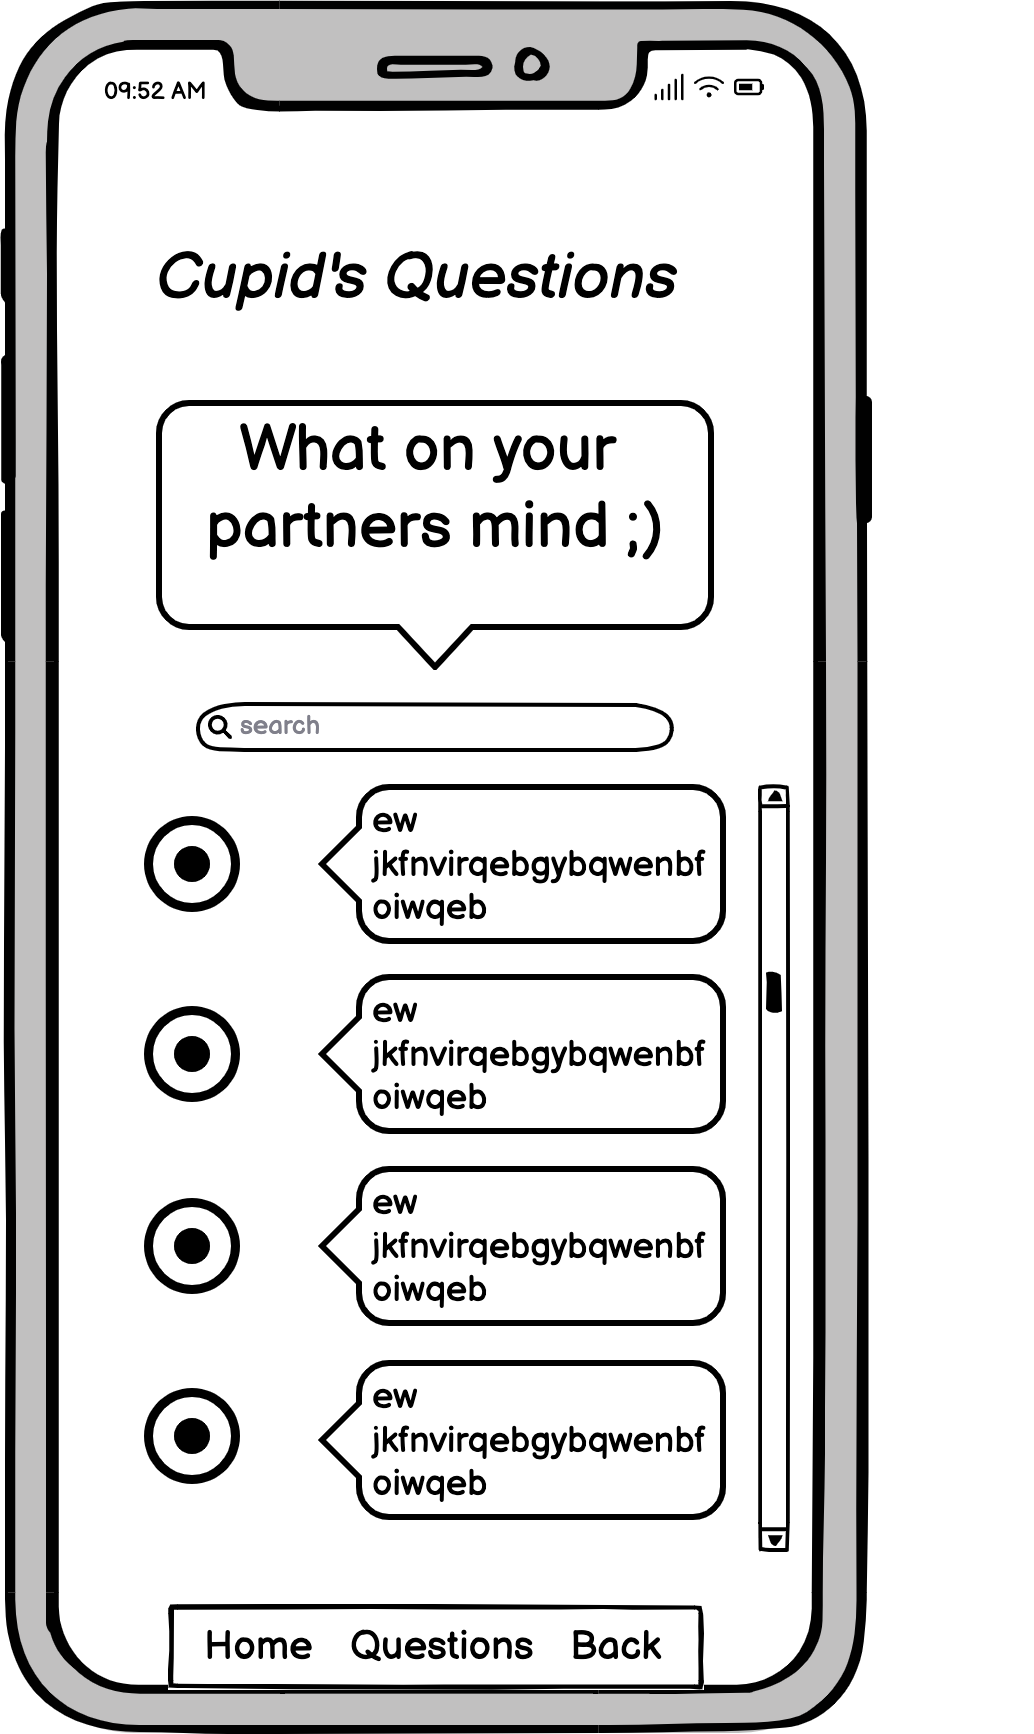 09:52 AM
Cupid's Questions
What on your
partners mind ;)
search
ew
jkfnvirqebgybqwenbf
oiwqeb
ew
jkfnvirqebgybqwenbf
oiwqeb
ew
jkfnvirqebgybqwenbf
oiwqeb
ew
jkfnvirqebgybqwenbf
oiwqeb
Home Questions Back